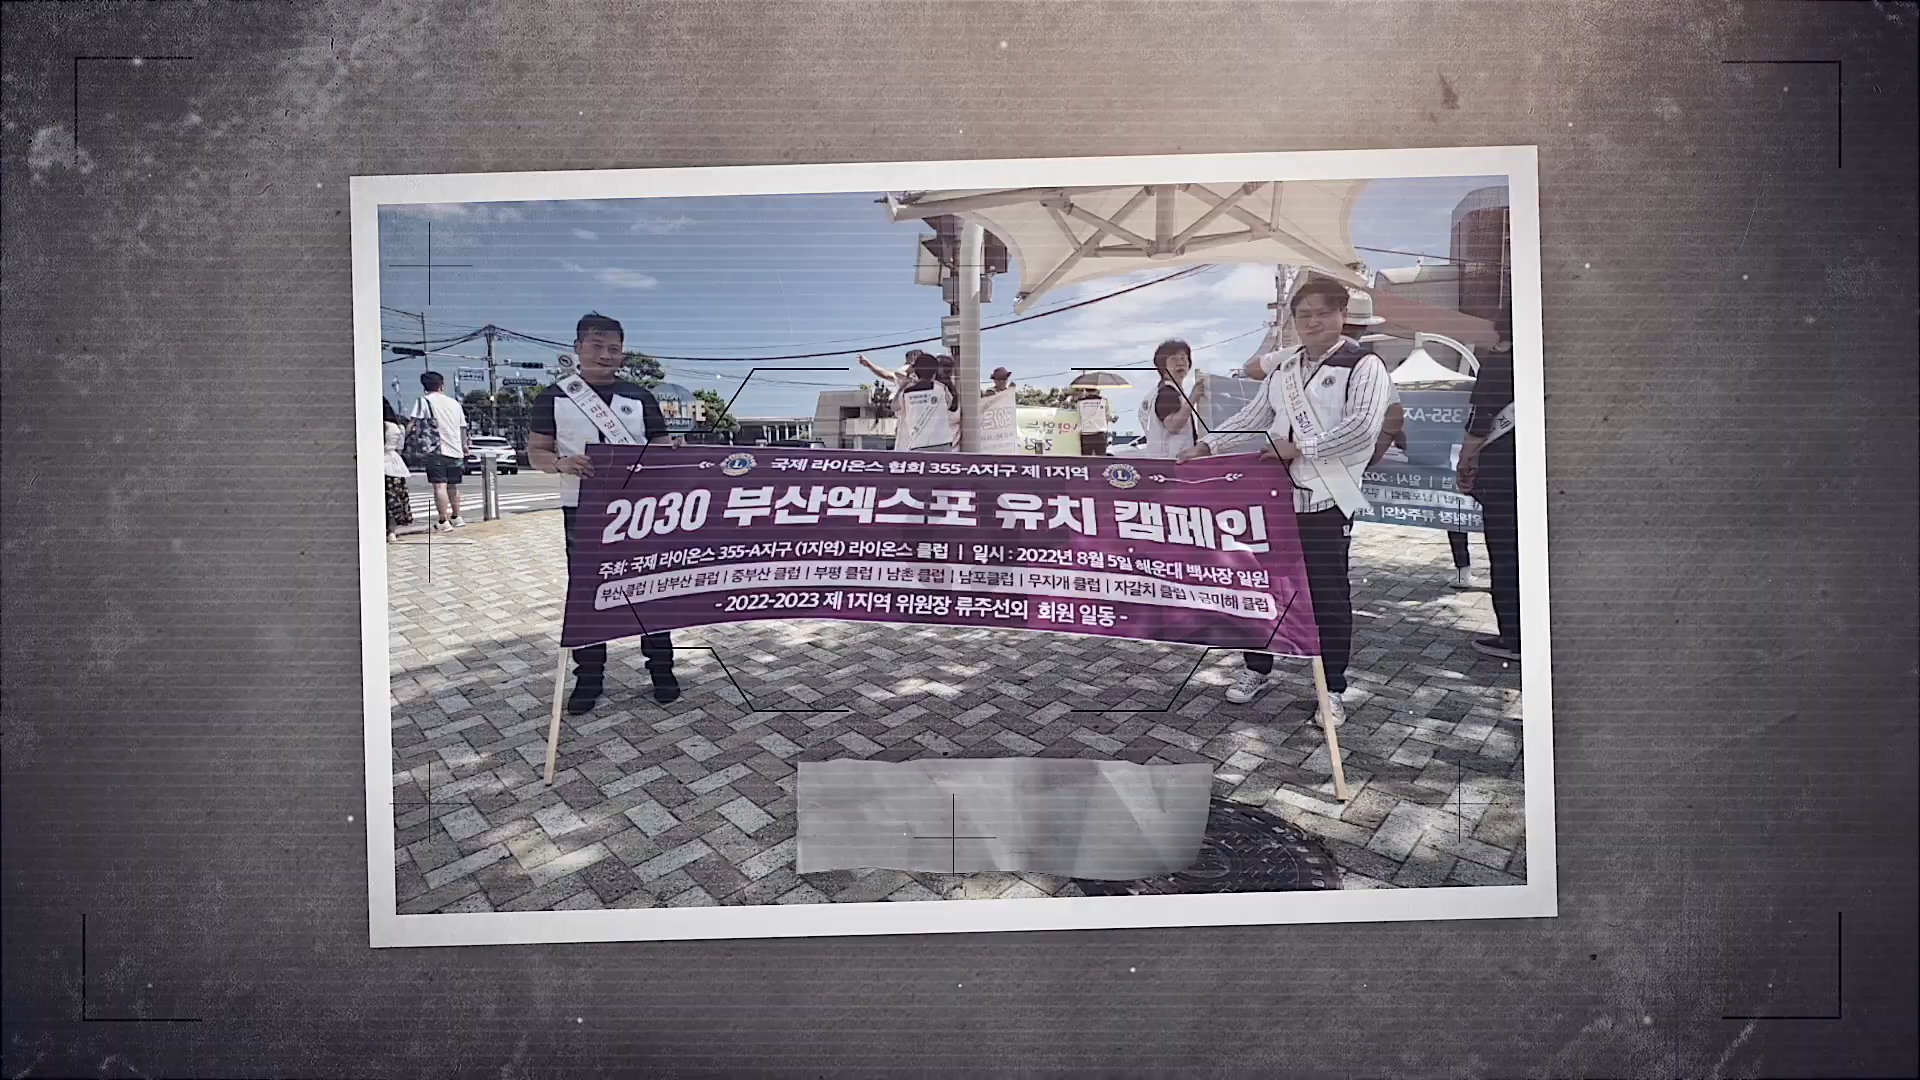 국제 라이온스 협회 355-A지구 제 1지역
2030 부산엑스포 유치 캠페인
주최: 국제 라이온스 355-A지구 (1지역) 라이온스 클럽 | 일시 : 2022년 8월 5일 해운대 백사장 일원
부산 클럽 | 남부산 클럽 | 중부산 클럽 | 부평 클럽 | 남촌 클럽 | 남포클럽 | 무지개 클럽 | 자갈치 클럽 | 금미해 클럽
- 2022-2023 제 1지역 위원장 류주선외 회원 일동 -